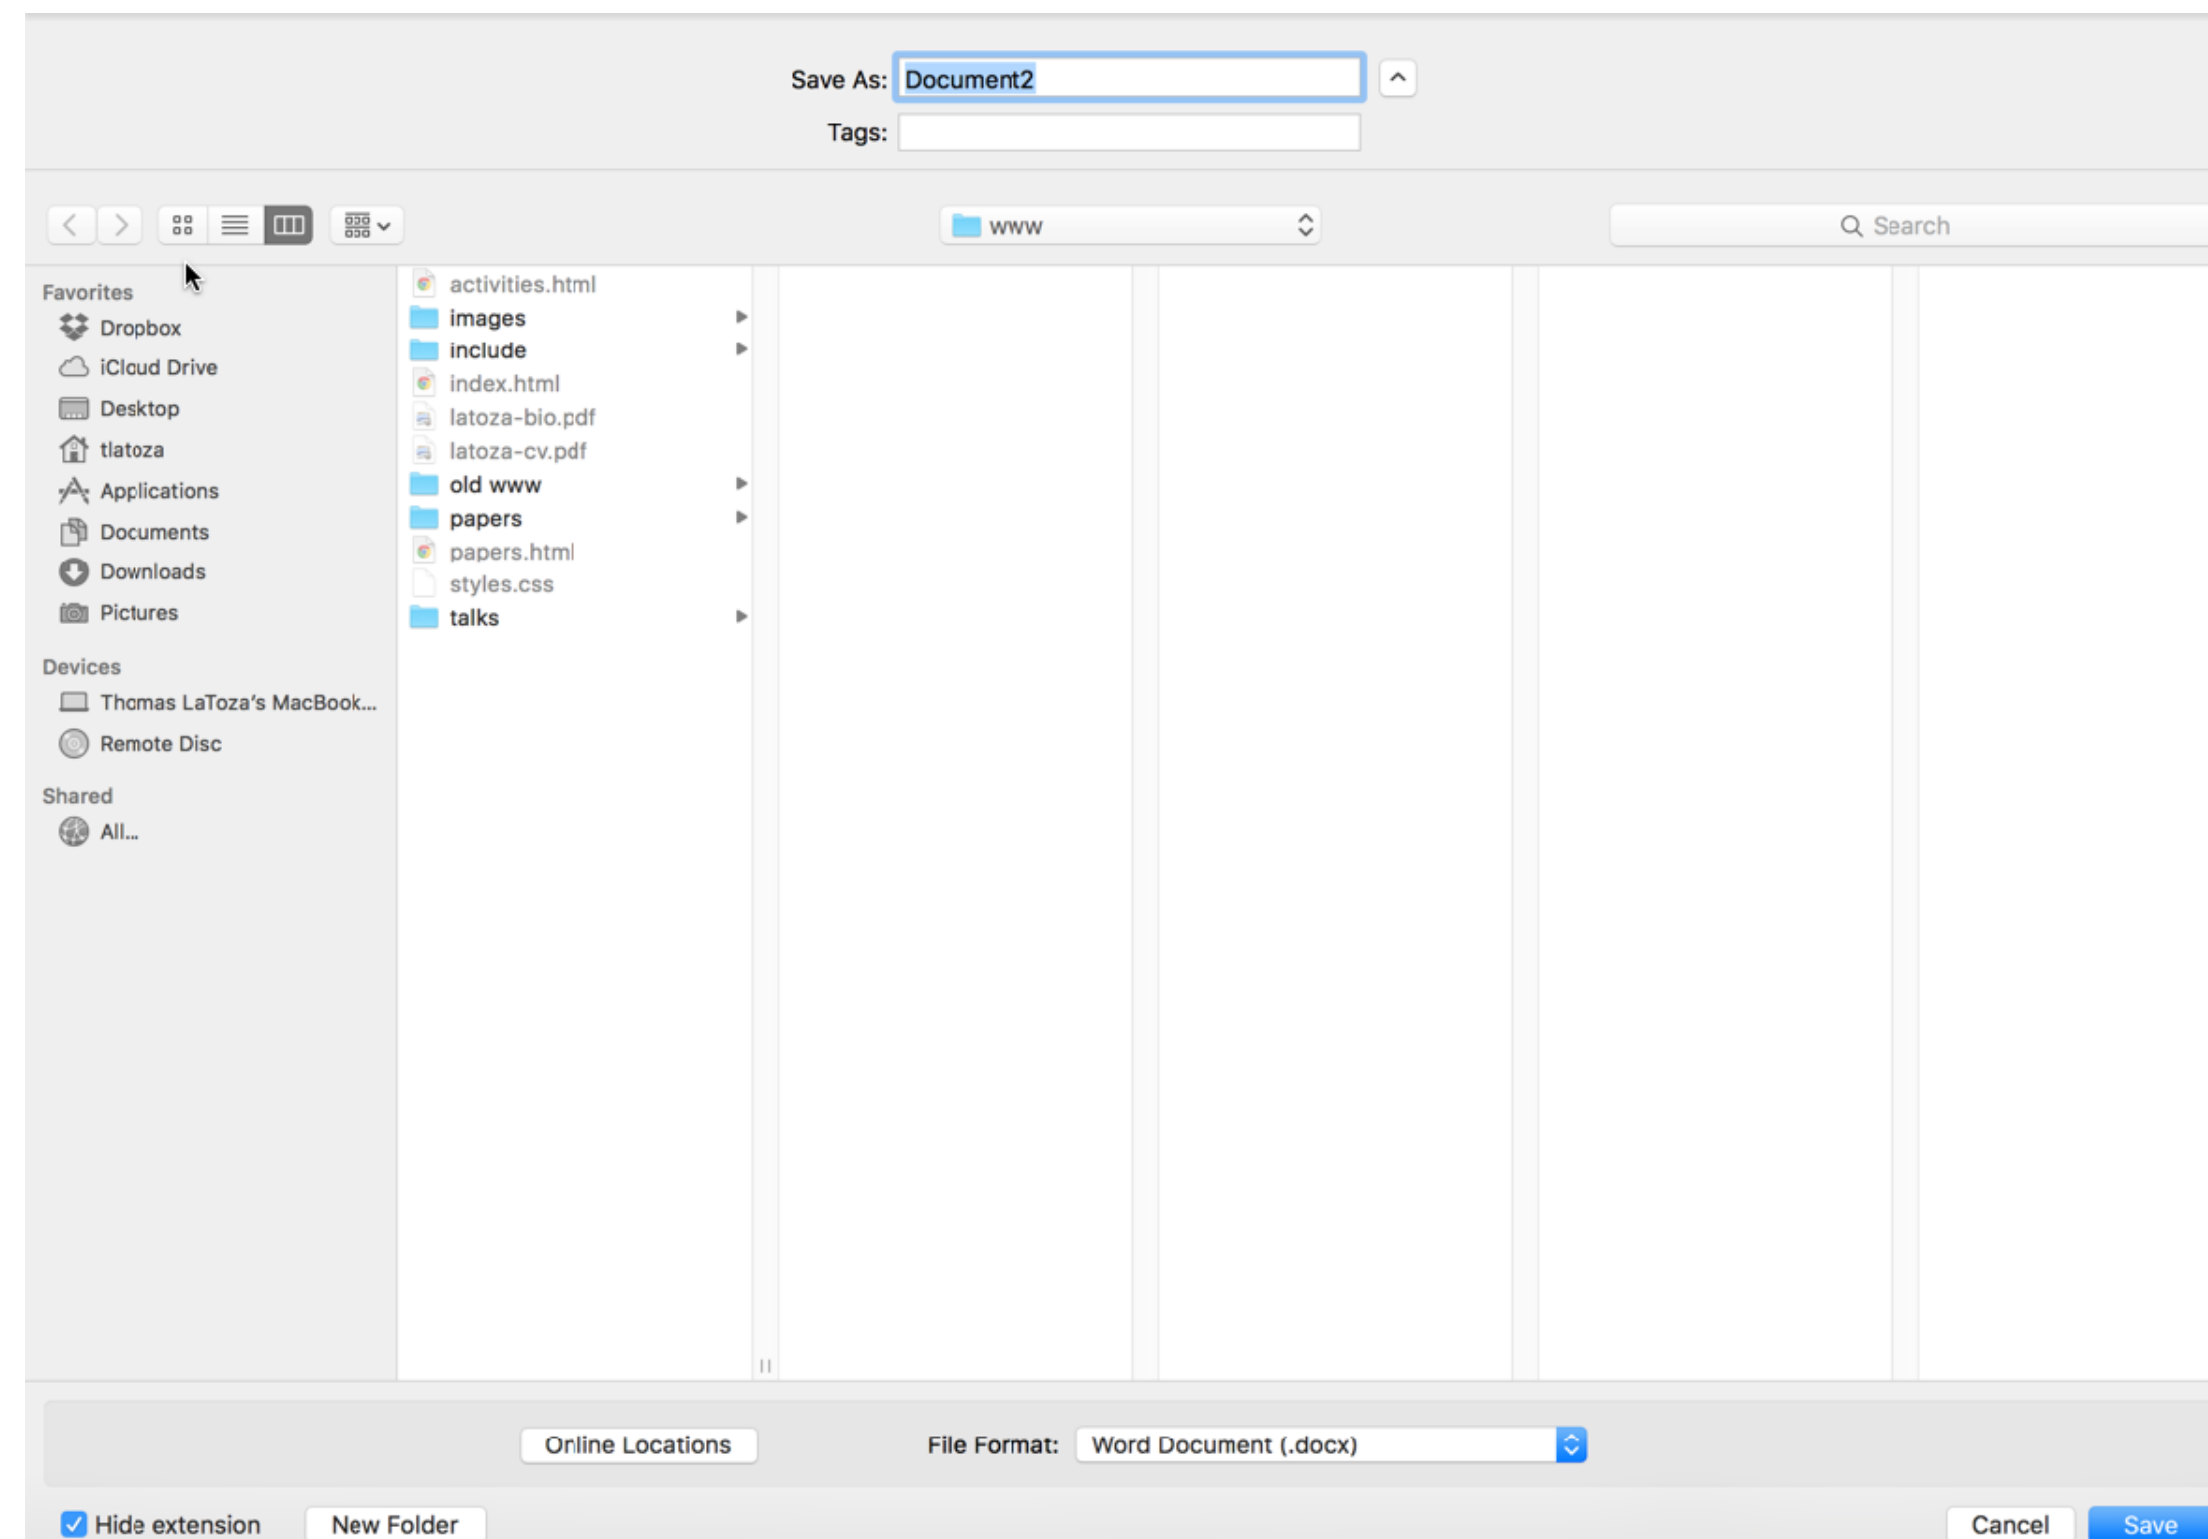 Save As: Document2
Tags:
www
Search
Favorites
Dropbox
iCloud Drive
Desktop
tlatoza
Applications
Documents
Downloads
Pictures
Devices
Thomas LaToza's MacBook...
Remote Disc
Shared
All...
activities.html
images
include
index.html
latoza-bio.pdf
latoza-cv.pdf
old www
papers
papers.html
styles.css
talks
Online Locations
File Format: Word Document (.docx)
Hide extension
New Folder
Cancel
Save